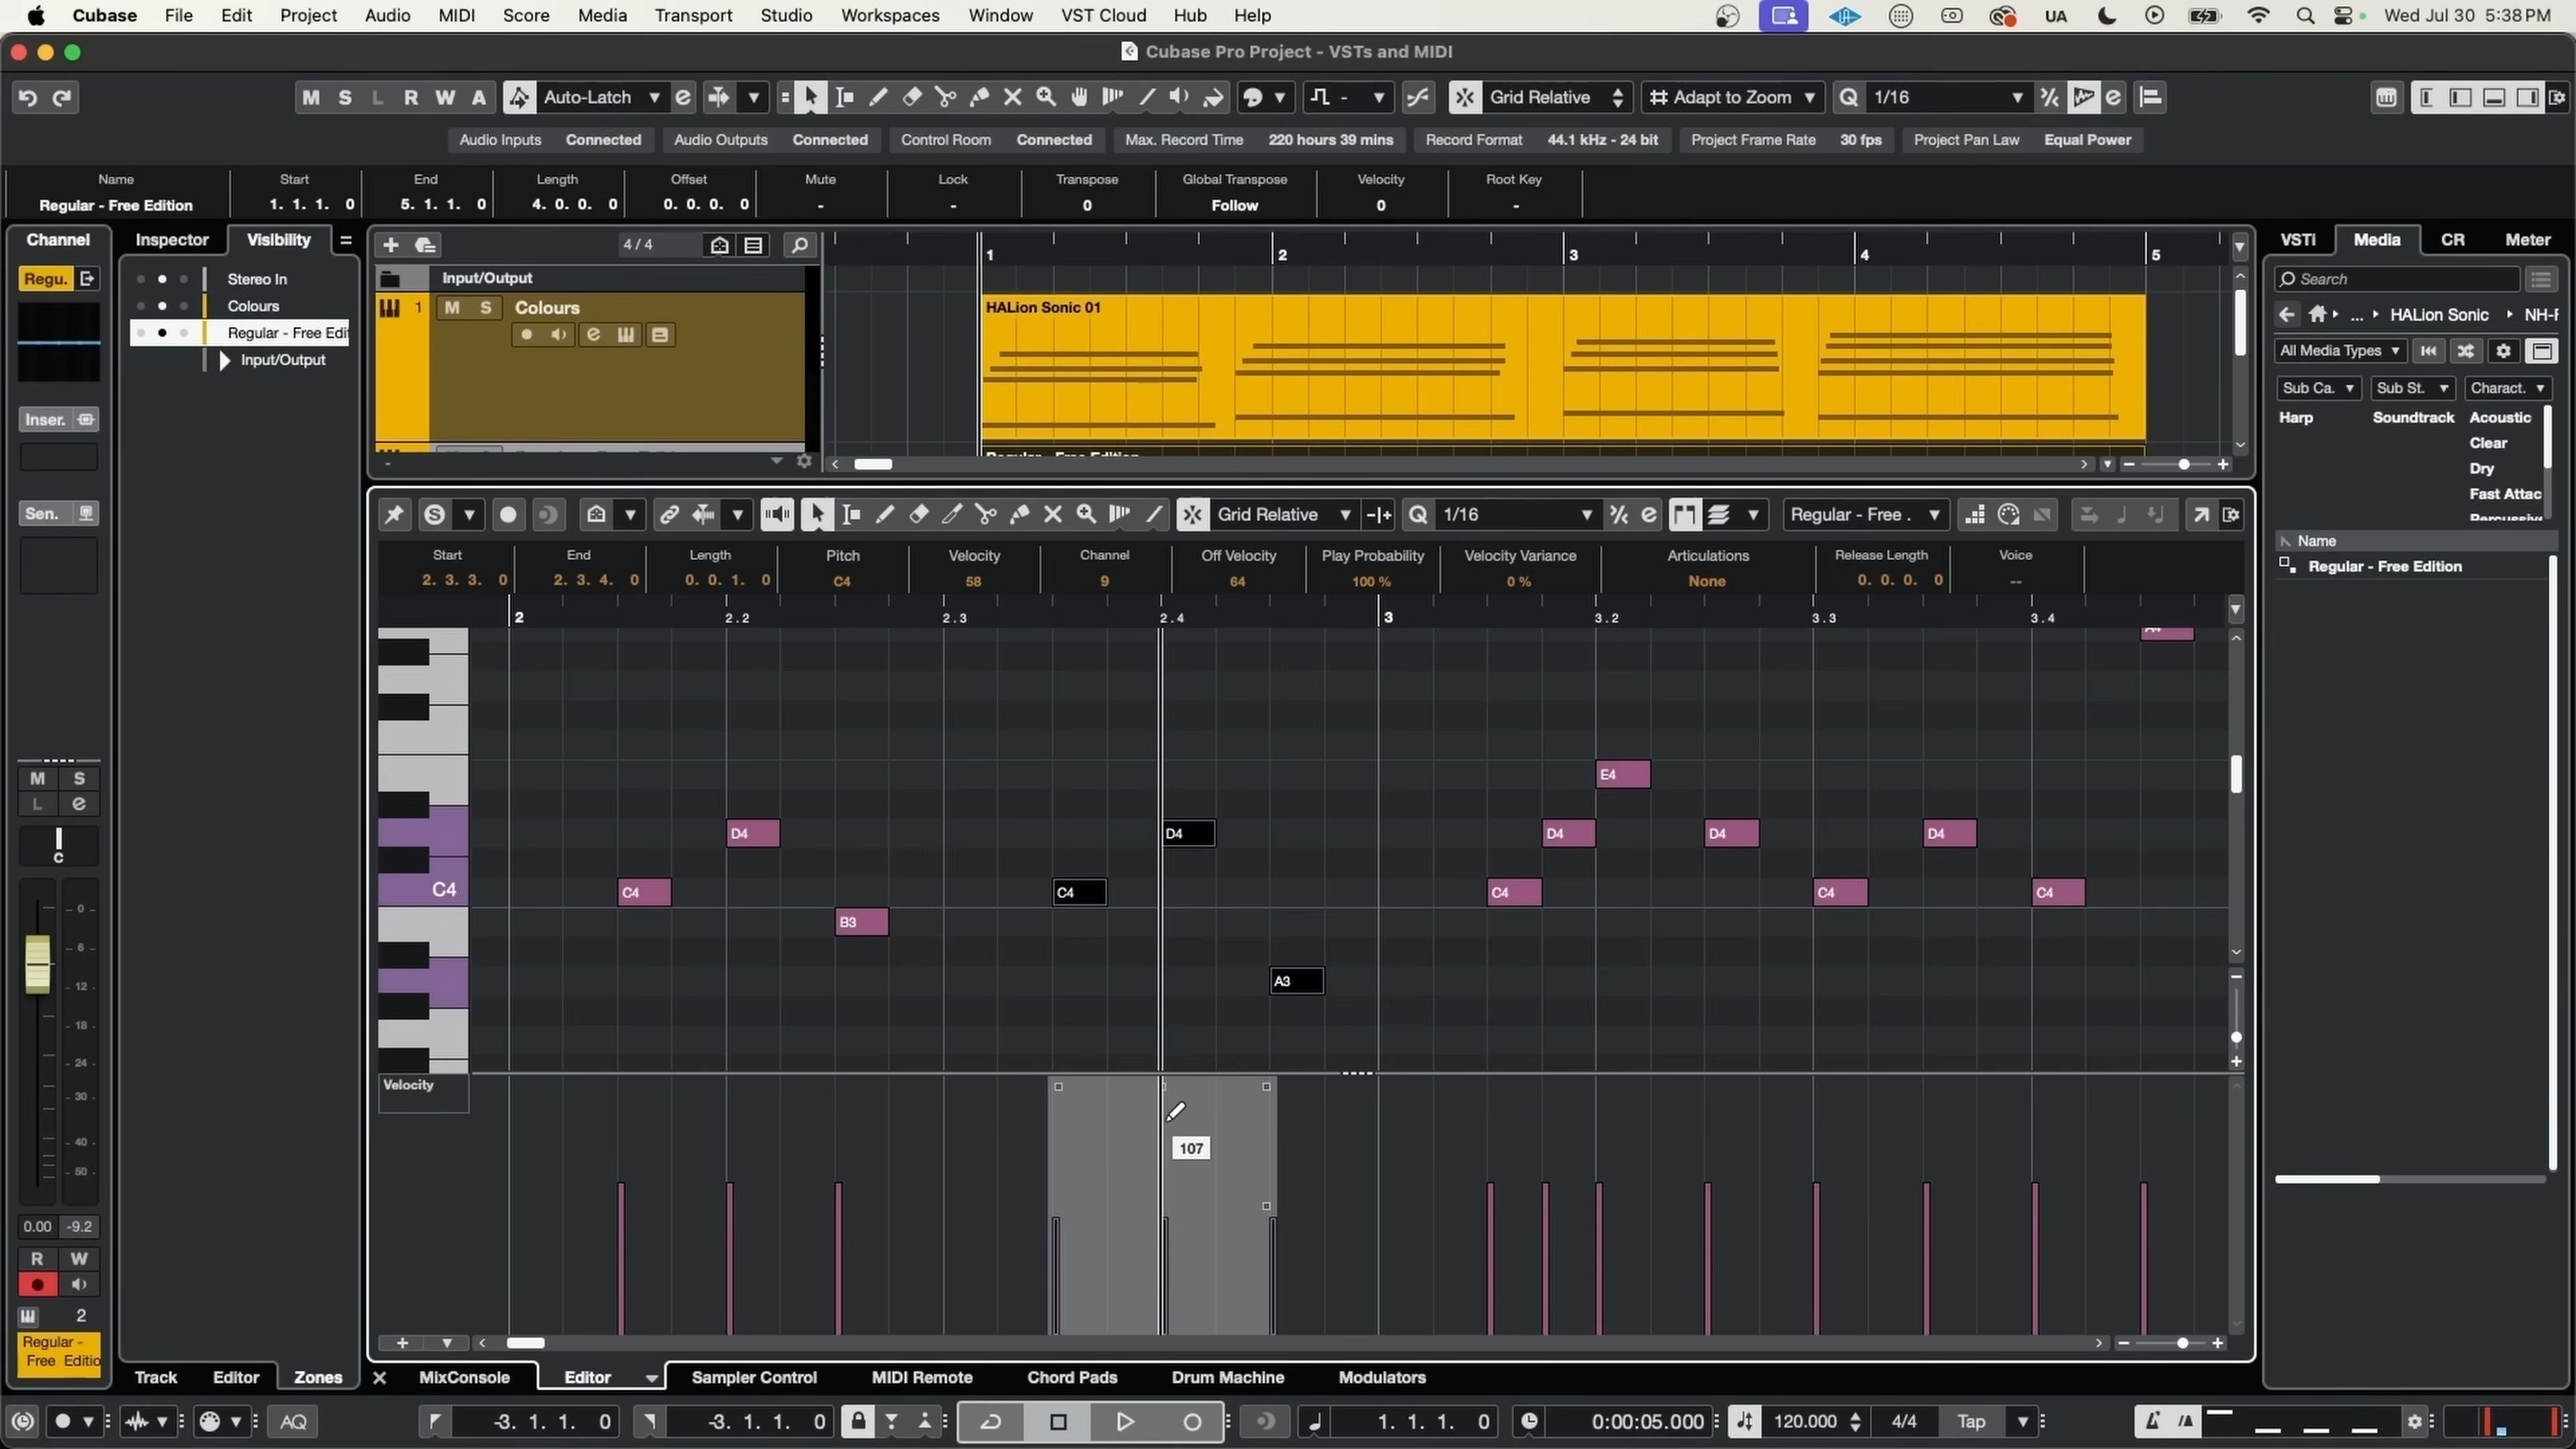 Cubase File Edit Project Audio MIDI Score Media Transport Studio Workspaces Window VST Cloud Hub Help UA Wed Jul 30 5:38 PM
Cubase Pro Project - VSTs and MIDI
M S L R W A Auto-Latch e - Grid Relative Adapt to Zoom Q 1/16 e
Audio Inputs Connected Audio Outputs Connected Control Room Connected Max. Record Time 220 hours 39 mins Record Format 44.1 kHz - 24 bit Project Frame Rate 30 fps Project Pan Law Equal Power
Name Start End Length Offset Mute Lock Transpose Global Transpose Velocity Root Key
Regular - Free Edition 1. 1. 1. 0 5. 1. 1. 0 4. 0. 0. 0 0. 0. 0. 0 - - 0 Follow 0 -
Channel Inspector Visibility 4 / 4 1 2 3 4 5 VSTi Media CR Meter
Regu. Stereo In Input/Output Search
Colours 1 M S Colours HALion Sonic 01 ... HALion Sonic NH-F
Regular - Free Edit e
Input/Output All Media Types
Sub Ca. Sub St. Charact.
Inser. Harp Soundtrack Acoustic
Clear
- Dry
Sen. S Grid Relative Q 1/16 e Regular - Free . Fast Attac
Name
Start End Length Pitch Velocity Channel Off Velocity Play Probability Velocity Variance Articulations Release Length Voice
2. 3. 3. 0 2. 3. 4. 0 0. 0. 1. 0 C4 58 9 64 100 % 0 % None 0. 0. 0. 0 --
Regular - Free Edition
2 2.2 2.3 2.4 3 3.2 3.3 3.4
E4
M S
L e
D4 D4 D4 D4 D4
C
C4 C4 C4 C4 C4 C4
B3
A3
0
6
12
18
24
30
40
50
Velocity
107
0.00 -9.2
R W
2
Regular -
Free Editio
Track Editor Zones MixConsole Editor Sampler Control MIDI Remote Chord Pads Drum Machine Modulators
AQ -3. 1. 1. 0 -3. 1. 1. 0 1. 1. 1. 0 0:00:05.000 120.000 4/4 Tap